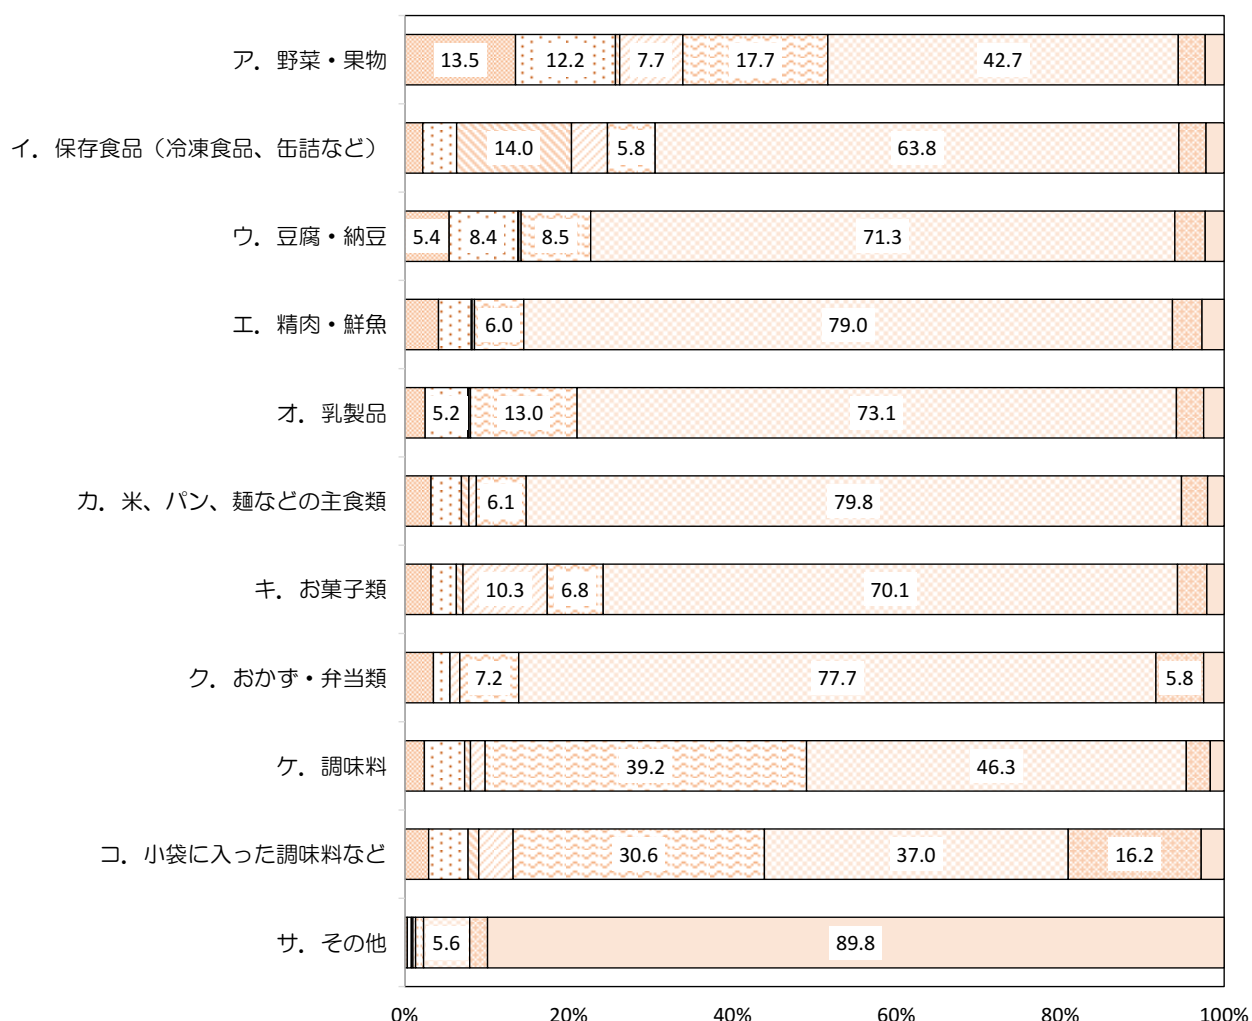 ア．野菜・果物 13.5 12.2 7.7 17.7 42.7
イ．保存食品（冷凍食品、缶詰など） 14.0 5.8 63.8
ウ．豆腐・納豆 5.4 8.4 8.5 71.3
エ．精肉・鮮魚 6.0 79.0
オ．乳製品 5.2 13.0 73.1
カ．米、パン、麺などの主食類 6.1 79.8
キ．お菓子類 10.3 6.8 70.1
ク．おかず・弁当類 7.2 77.7 5.8
ケ．調味料 39.2 46.3
コ．小袋に入った調味料など 30.6 37.0 16.2
サ．その他 5.6 89.8
0% 20% 40% 60% 80% 100%